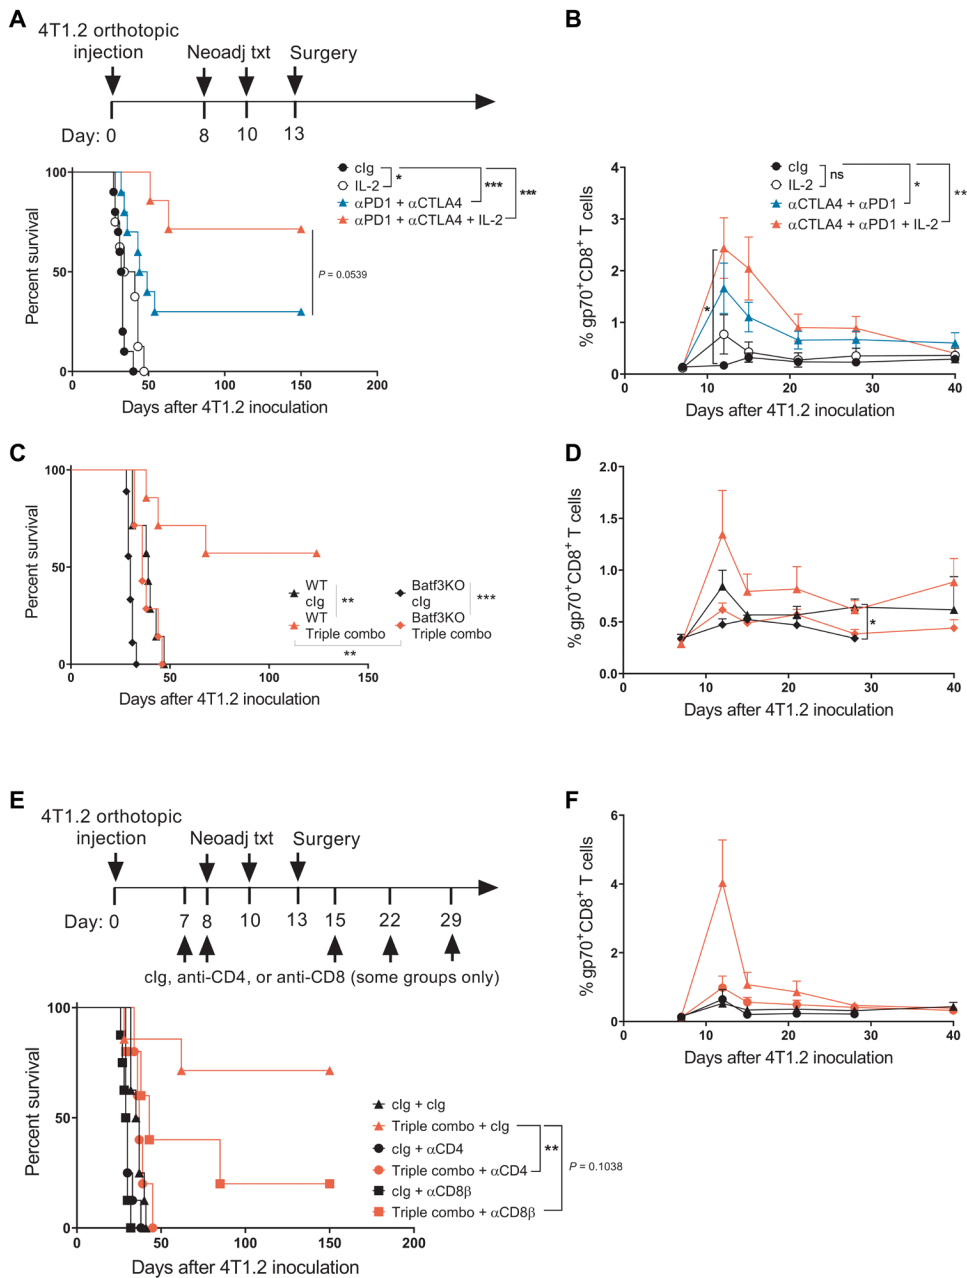 A
4T1.2 orthotopic
injection
Neoadj txt
Surgery
Day: 0
8
10
13
100
50
0
Percent survival
0
50
100
150
200
Days after 4T1.2 inoculation
cIg
IL-2
αPD1 + αCTLA4
αPD1 + αCTLA4 + IL-2
*
***
***
P = 0.0539
B
4
3
2
1
0
% gp70+CD8+ T cells
0
10
20
30
40
Days after 4T1.2 inoculation
cIg
IL-2
αCTLA4 + αPD1
αCTLA4 + αPD1 + IL-2
ns
*
**
*
C
100
50
0
Percent survival
0
50
100
150
Days after 4T1.2 inoculation
WT
cIg
**
WT
Triple combo
Batf3KO
cIg
***
Batf3KO
Triple combo
**
D
2.0
1.5
1.0
0.5
0.0
% gp70+CD8+ T cells
0
10
20
30
40
Days after 4T1.2 inoculation
*
E
4T1.2 orthotopic
injection
Neoadj txt
Surgery
Day: 0
7
8
10
13
15
22
29
cIg, anti-CD4, or anti-CD8 (some groups only)
100
50
0
Percent survival
0
50
100
150
200
Days after 4T1.2 inoculation
cIg + cIg
Triple combo + cIg
cIg + αCD4
Triple combo + αCD4
cIg + αCD8β
Triple combo + αCD8β
**
P = 0.1038
F
6
4
2
0
% gp70+CD8+ T cells
0
10
20
30
40
Days after 4T1.2 inoculation